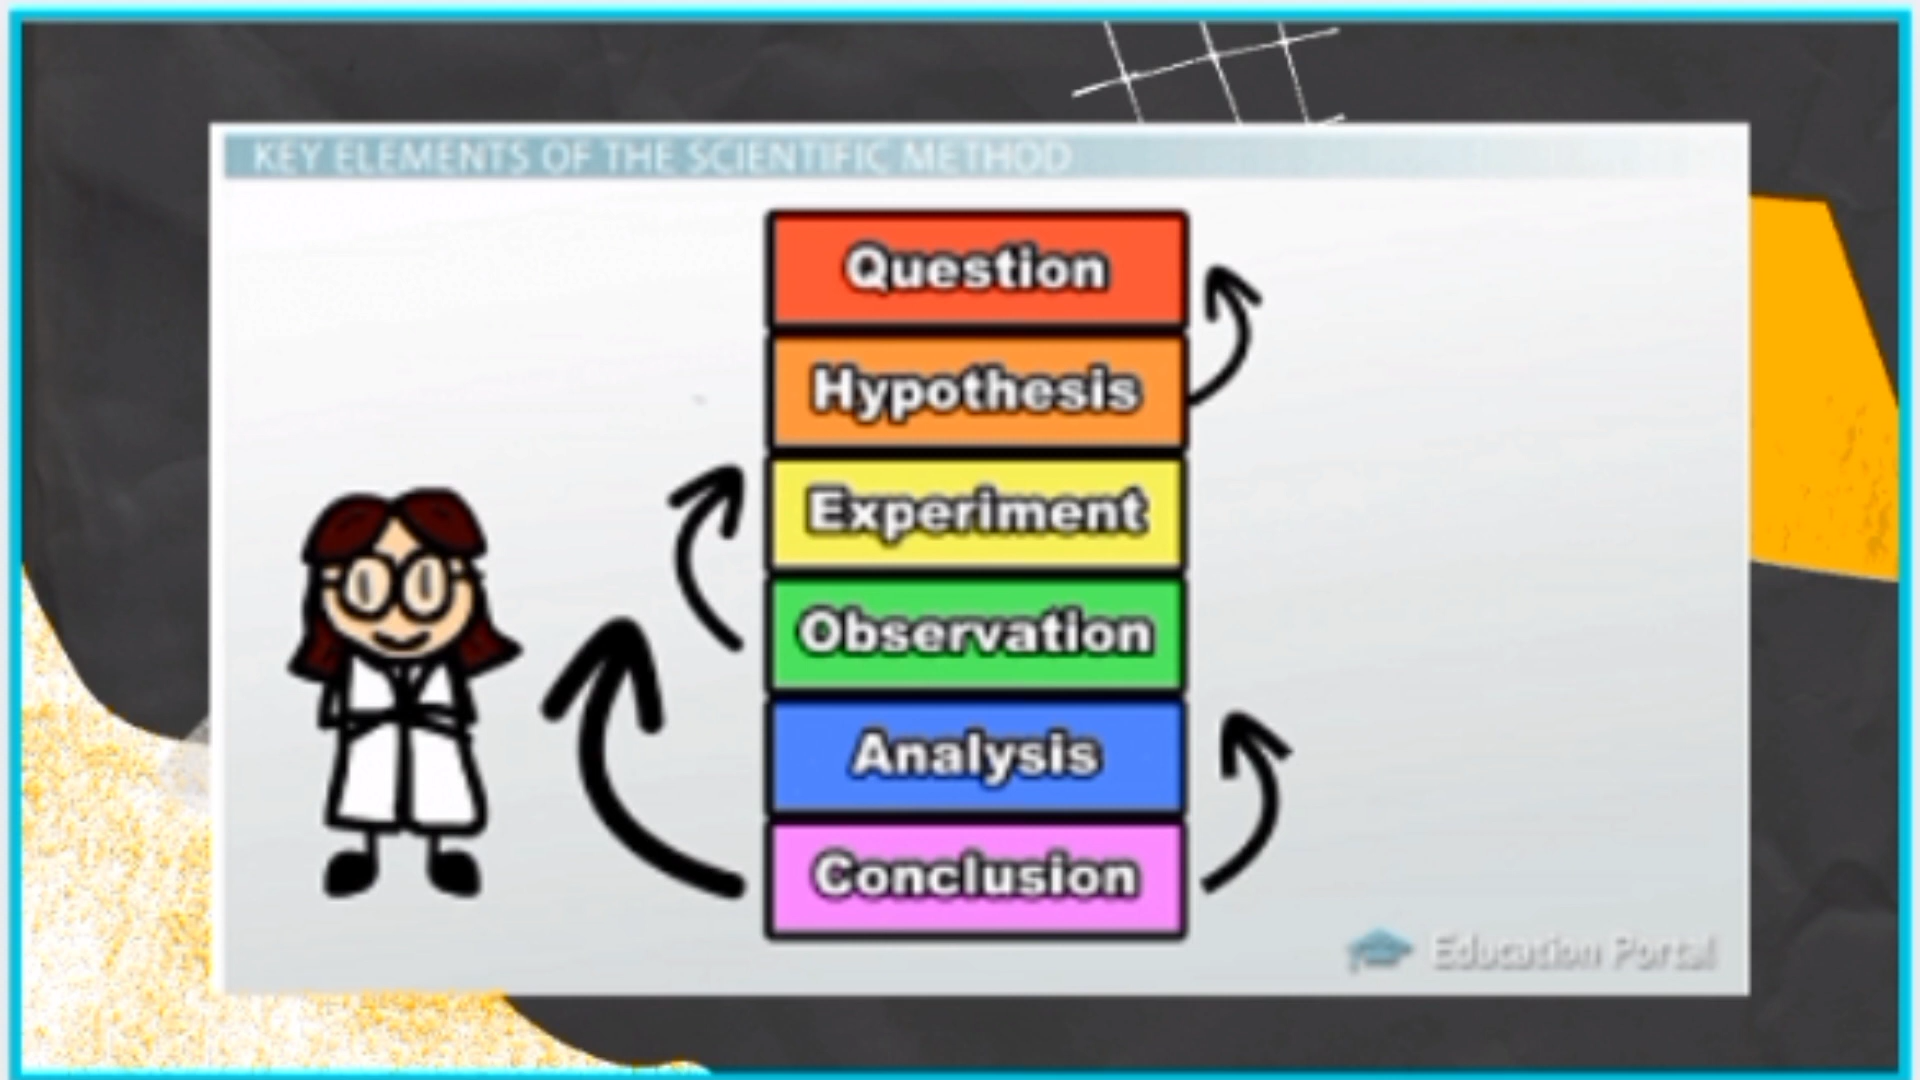 KEY ELEMENTS OF THE SCIENTIFIC METHOD
Question
Hypothesis
Experiment
Observation
Analysis
Conclusion
Education Portal